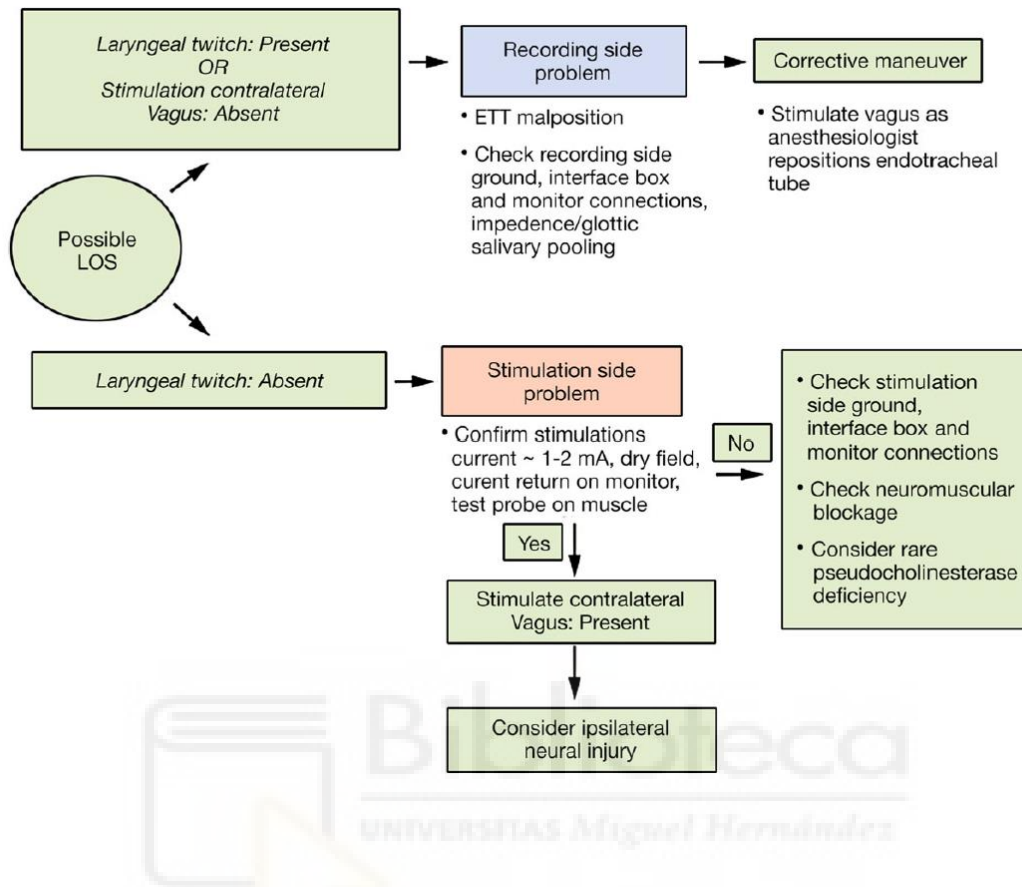 Laryngeal twitch: Present
OR
Stimulation contralateral
Vagus: Absent
Recording side
problem
• ETT malposition
• Check recording side
ground, interface box
and monitor connections,
impedence/glottic
salivary pooling
Corrective maneuver
• Stimulate vagus as
anesthesiologist
repositions endotracheal
tube
Possible
LOS
Laryngeal twitch: Absent
Stimulation side
problem
• Confirm stimulations
current ~ 1-2 mA, dry field,
curent return on monitor,
test probe on muscle
No
• Check stimulation
side ground,
interface box and
monitor connections
• Check neuromuscular
blockage
• Consider rare
pseudocholinesterase
deficiency
Yes
Stimulate contralateral
Vagus: Present
Consider ipsilateral
neural injury
Biblioteca
UNIVERSITAS Miguel Hernández